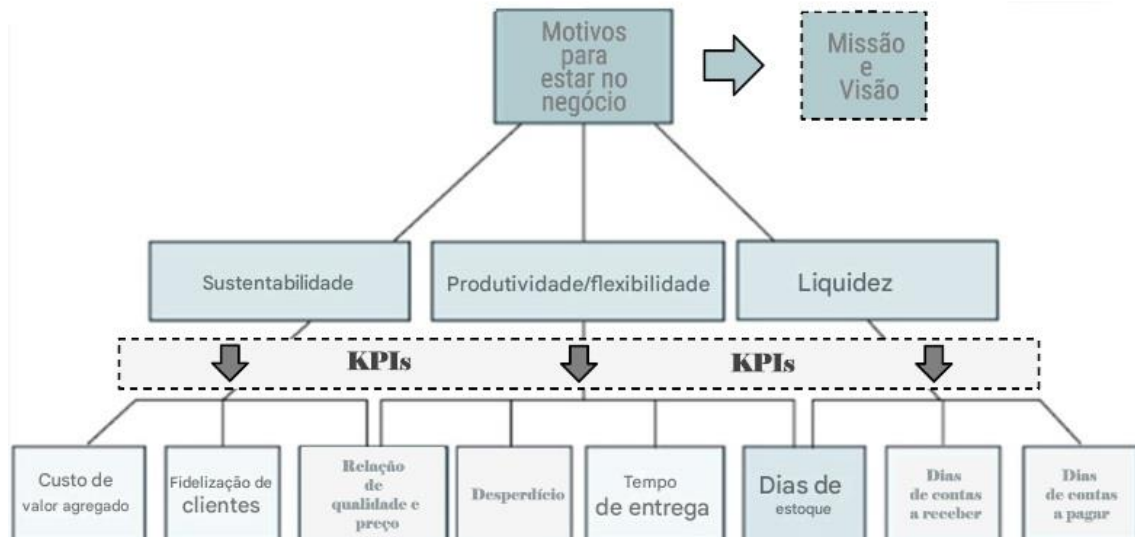 Motivos
para
estar no
negócio
Missão
e
Visão
Sustentabilidade
Produtividade/flexibilidade
Liquidez
KPIs
KPIs
Custo de
valor agregado
Fidelização de
clientes
Relação
de
qualidade e
preço
Desperdício
Tempo
de entrega
Dias de
estoque
Dias
de contas
a receber
Dias
de contas
a pagar